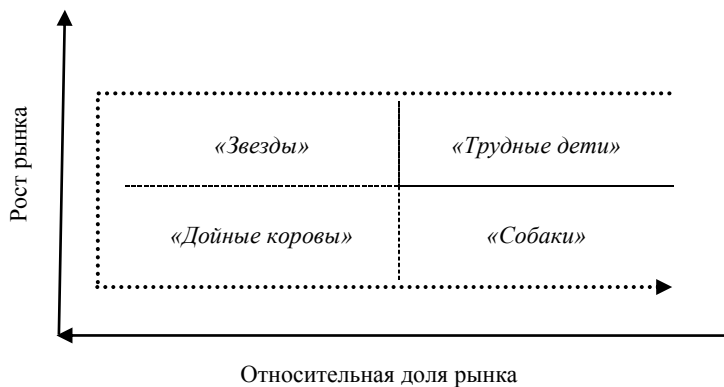 Рост рынка
«Звезды»
«Трудные дети»
«Дойные коровы»
«Собаки»
Относительная доля рынка